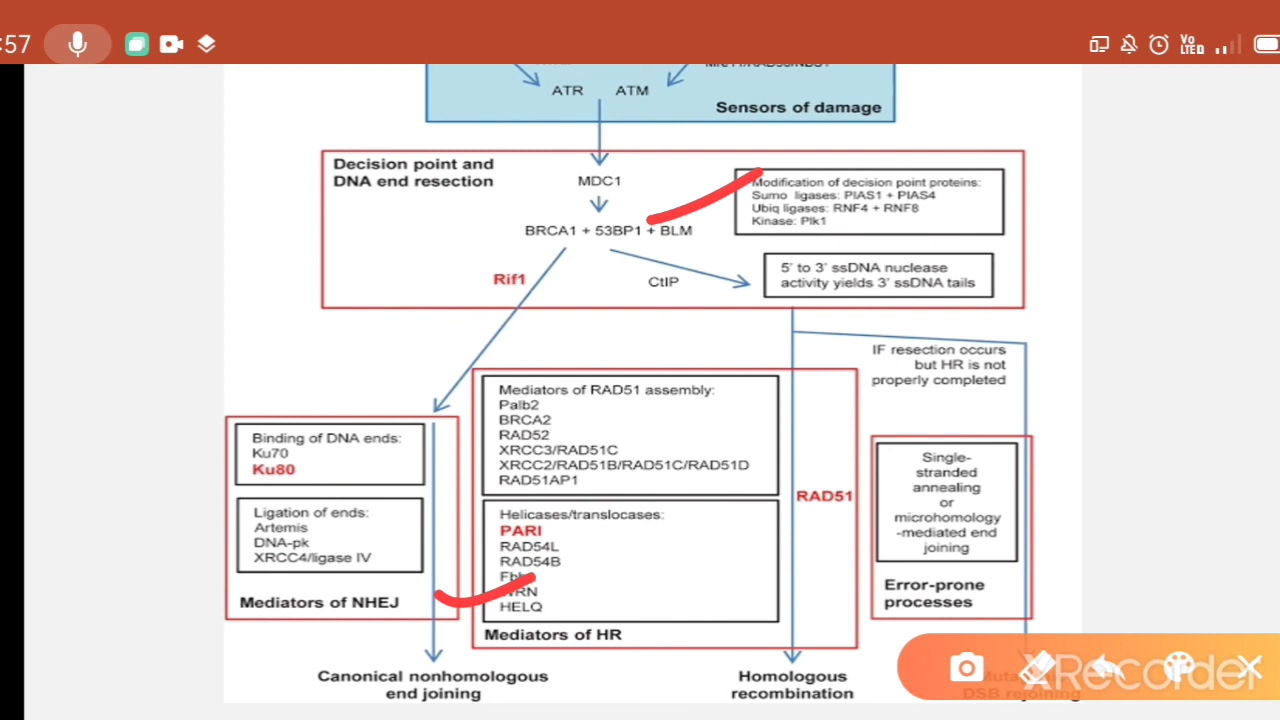 :57
Vo
LTED
ATR ATM
Sensors of damage
Decision point and
DNA end resection
MDC1
BRCA1 + 53BP1 + BLM
Modification of decision point proteins:
Sumo ligases: PIAS1 + PIAS4
Ubiq ligases: RNF4 + RNF8
Kinase: Plk1
Rif1
CtIP
5' to 3' ssDNA nuclease
activity yields 3' ssDNA tails
IF resection occurs
but HR is not
properly completed
Binding of DNA ends:
Ku70
Ku80
Ligation of ends:
Artemis
DNA-pk
XRCC4/ligase IV
Mediators of NHEJ
Mediators of RAD51 assembly:
Palb2
BRCA2
RAD52
XRCC3/RAD51C
XRCC2/RAD51B/RAD51C/RAD51D
RAD51AP1
Helicases/translocases:
PARI
RAD54L
RAD54B
HELQ
Mediators of HR
RAD51
Single-
stranded
annealing
or
microhomology
-mediated end
joining
Error-prone
processes
Canonical nonhomologous
end joining
Homologous
recombination
DSB rejoining
XRecorder